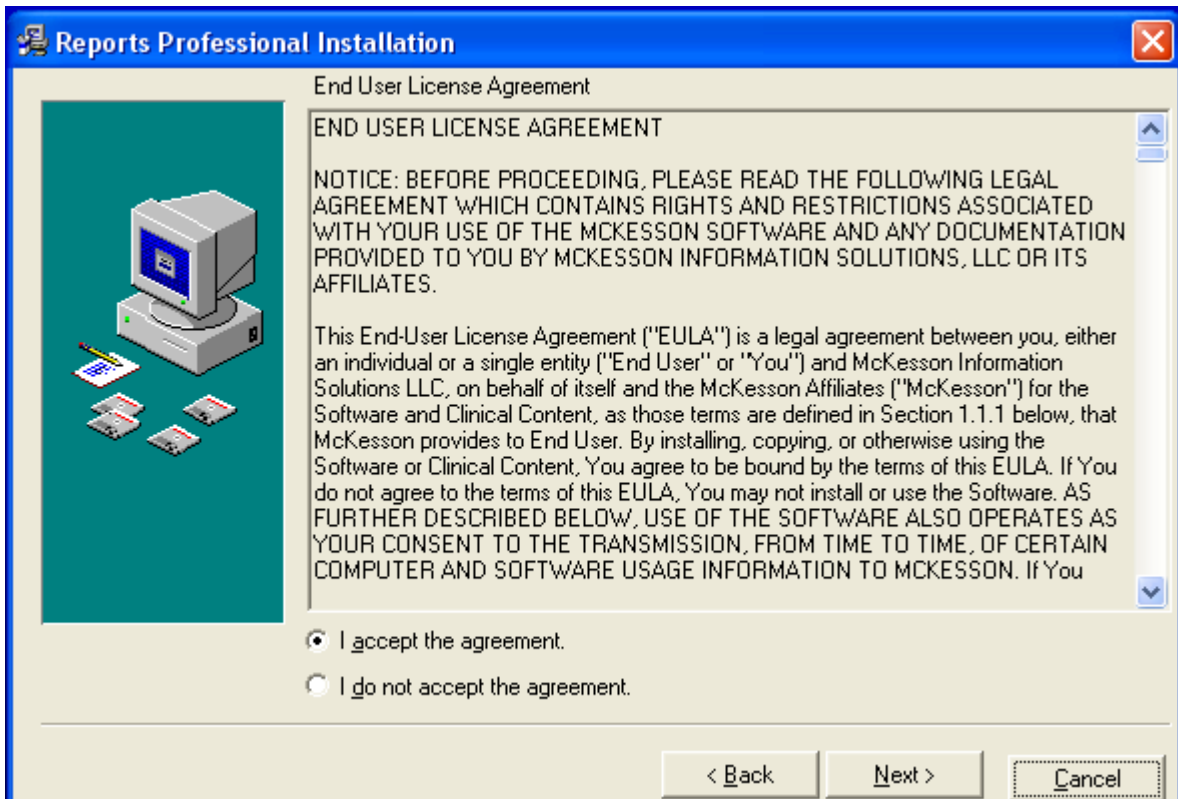 Reports Professional Installation
End User License Agreement
END USER LICENSE AGREEMENT
NOTICE: BEFORE PROCEEDING, PLEASE READ THE FOLLOWING LEGAL
AGREEMENT WHICH CONTAINS RIGHTS AND RESTRICTIONS ASSOCIATED
WITH YOUR USE OF THE MCKESSON SOFTWARE AND ANY DOCUMENTATION
PROVIDED TO YOU BY MCKESSON INFORMATION SOLUTIONS, LLC OR ITS
AFFILIATES.
This End-User License Agreement ("EULA") is a legal agreement between you, either
an individual or a single entity ("End User" or "You") and McKesson Information
Solutions LLC, on behalf of itself and the McKesson Affiliates ("McKesson") for the
Software and Clinical Content, as those terms are defined in Section 1.1.1 below, that
McKesson provides to End User. By installing, copying, or otherwise using the
Software or Clinical Content, You agree to be bound by the terms of this EULA. If You
do not agree to the terms of this EULA, You may not install or use the Software. AS
FURTHER DESCRIBED BELOW, USE OF THE SOFTWARE ALSO OPERATES AS
YOUR CONSENT TO THE TRANSMISSION, FROM TIME TO TIME, OF CERTAIN
COMPUTER AND SOFTWARE USAGE INFORMATION TO MCKESSON. If You
I accept the agreement.
I do not accept the agreement.
< Back Next > Cancel